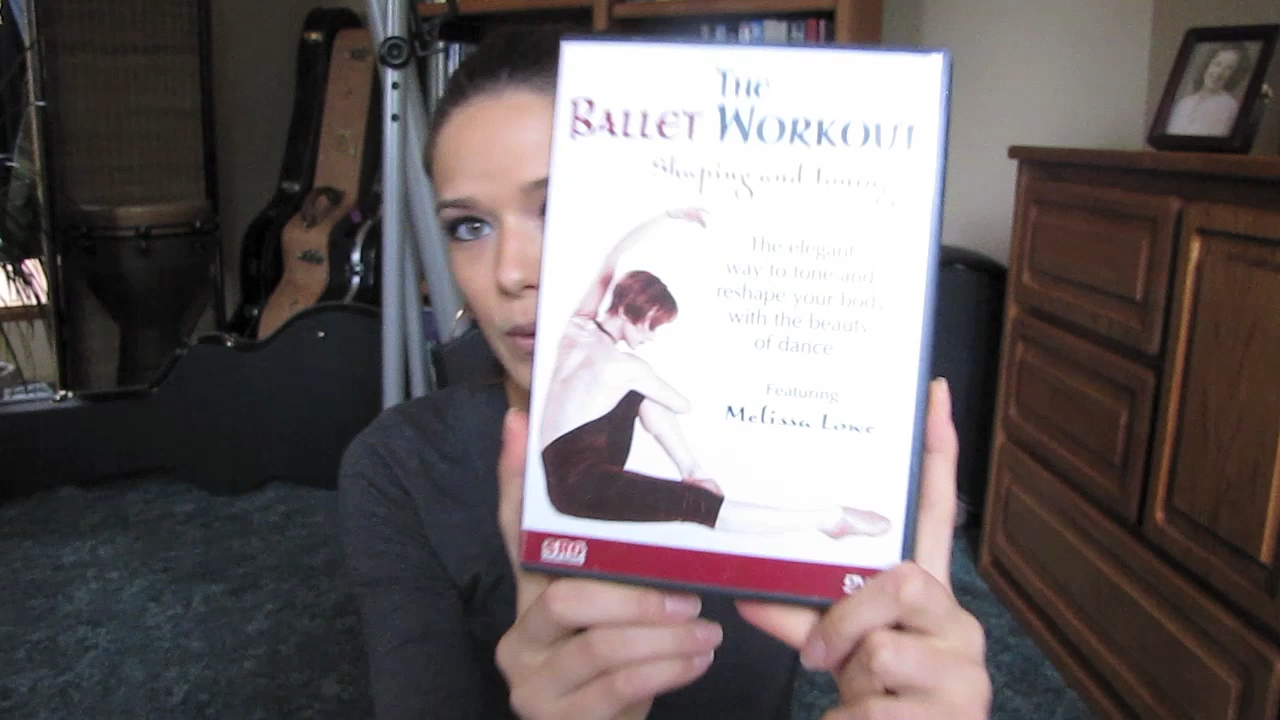 The
Ballet Workout
Shaping and Toning
The elegant
way to tone and
reshape your body
with the beauty
of dance
Featuring
Melissa Lowe